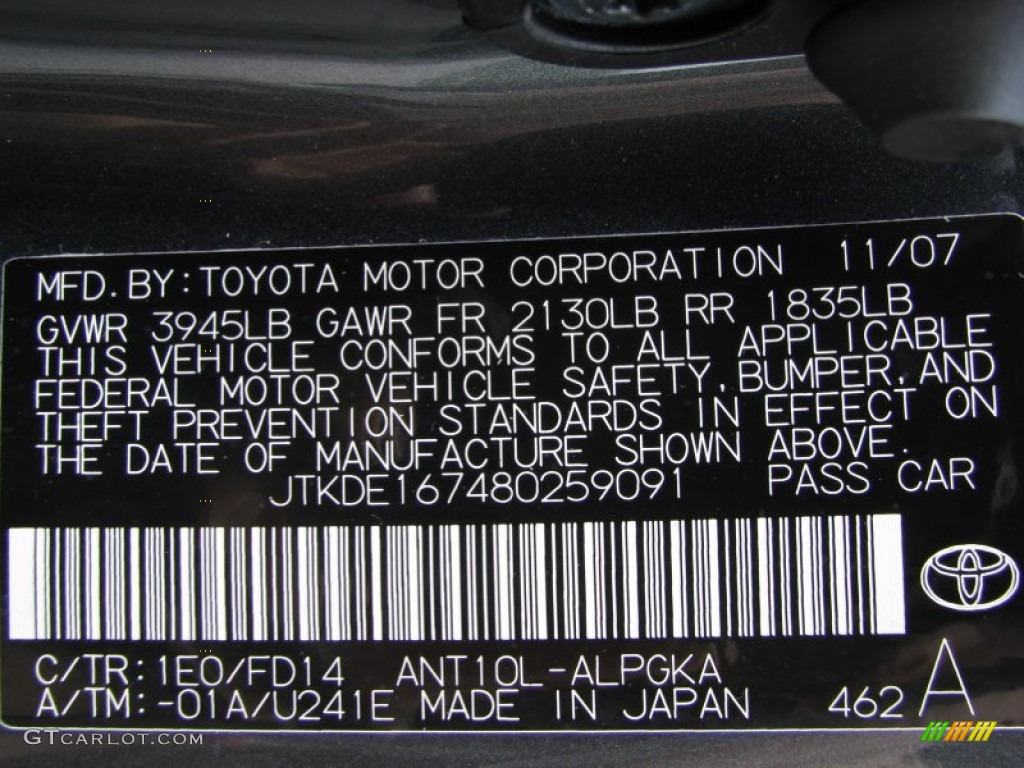 MFD. BY: TOYOTA MOTOR CORPORATION 11/07
GVWR 3945LB GAWR FR 2130LB RR 1835LB
THIS VEHICLE CONFORMS TO ALL APPLICABLE
FEDERAL MOTOR VEHICLE SAFETY, BUMPER, AND
THEFT PREVENTION STANDARDS IN EFFECT ON
THE DATE OF MANUFACTURE SHOWN ABOVE.
JTKDE167480259091 PASS CAR
C/TR: 1E0/FD14 ANT10L-ALPGKA
A/TM: -01A/U241E MADE IN JAPAN 462 A
GTCARLOT.COM